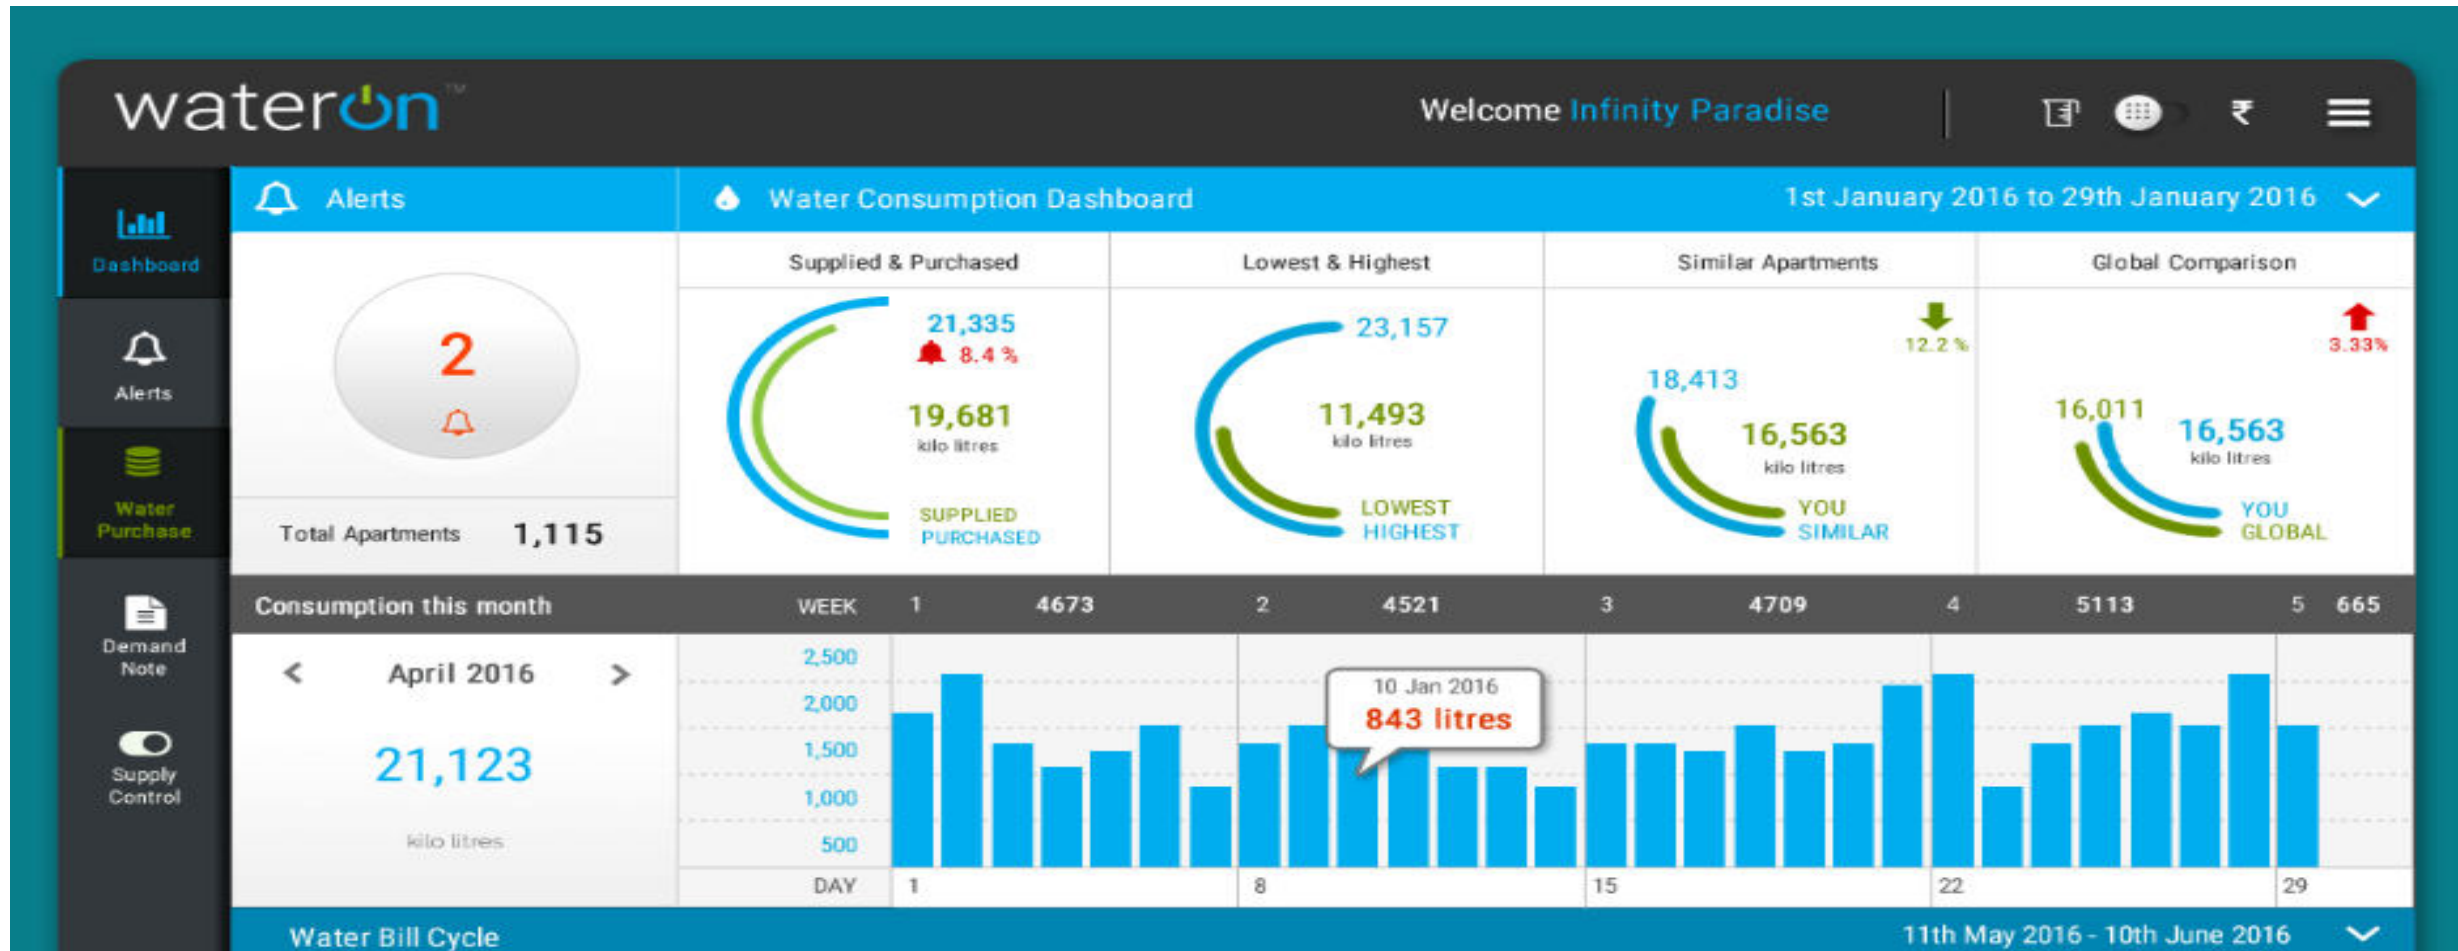 wateron™
Welcome Infinity Paradise
₹
Dashboard
Alerts
Water
Purchase
Demand
Note
Supply
Control
Alerts
2
Total Apartments 1,115
Water Consumption Dashboard
1st January 2016 to 29th January 2016
Supplied & Purchased
21,335
8.4 %
19,681
kilo litres
SUPPLIED
PURCHASED
Lowest & Highest
23,157
11,493
kilo litres
LOWEST
HIGHEST
Similar Apartments
12.2 %
18,413
16,563
kilo litres
YOU
SIMILAR
Global Comparison
3.33%
16,011
16,563
kilo litres
YOU
GLOBAL
Consumption this month
WEEK 1 4673 2 4521 3 4709 4 5113 5 665
< April 2016 >
21,123
kilo litres
2,500
2,000
1,500
1,000
500
10 Jan 2016
843 litres
DAY 1 8 15 22 29
Water Bill Cycle
11th May 2016 - 10th June 2016